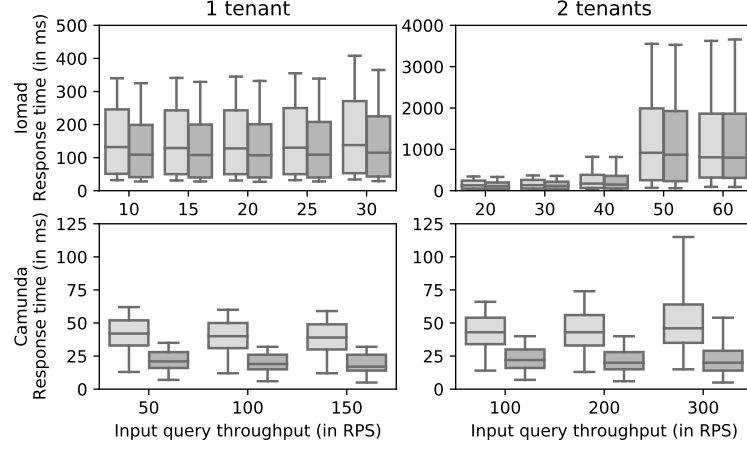 1 tenant
2 tenants
Iomad
Response time (in ms)
500
400
300
200
100
0
10 15 20 25 30
4000
3000
2000
1000
0
20 30 40 50 60
Camunda
Response time (in ms)
125
100
75
50
25
0
50 100 150
Input query throughput (in RPS)
125
100
75
50
25
0
100 200 300
Input query throughput (in RPS)